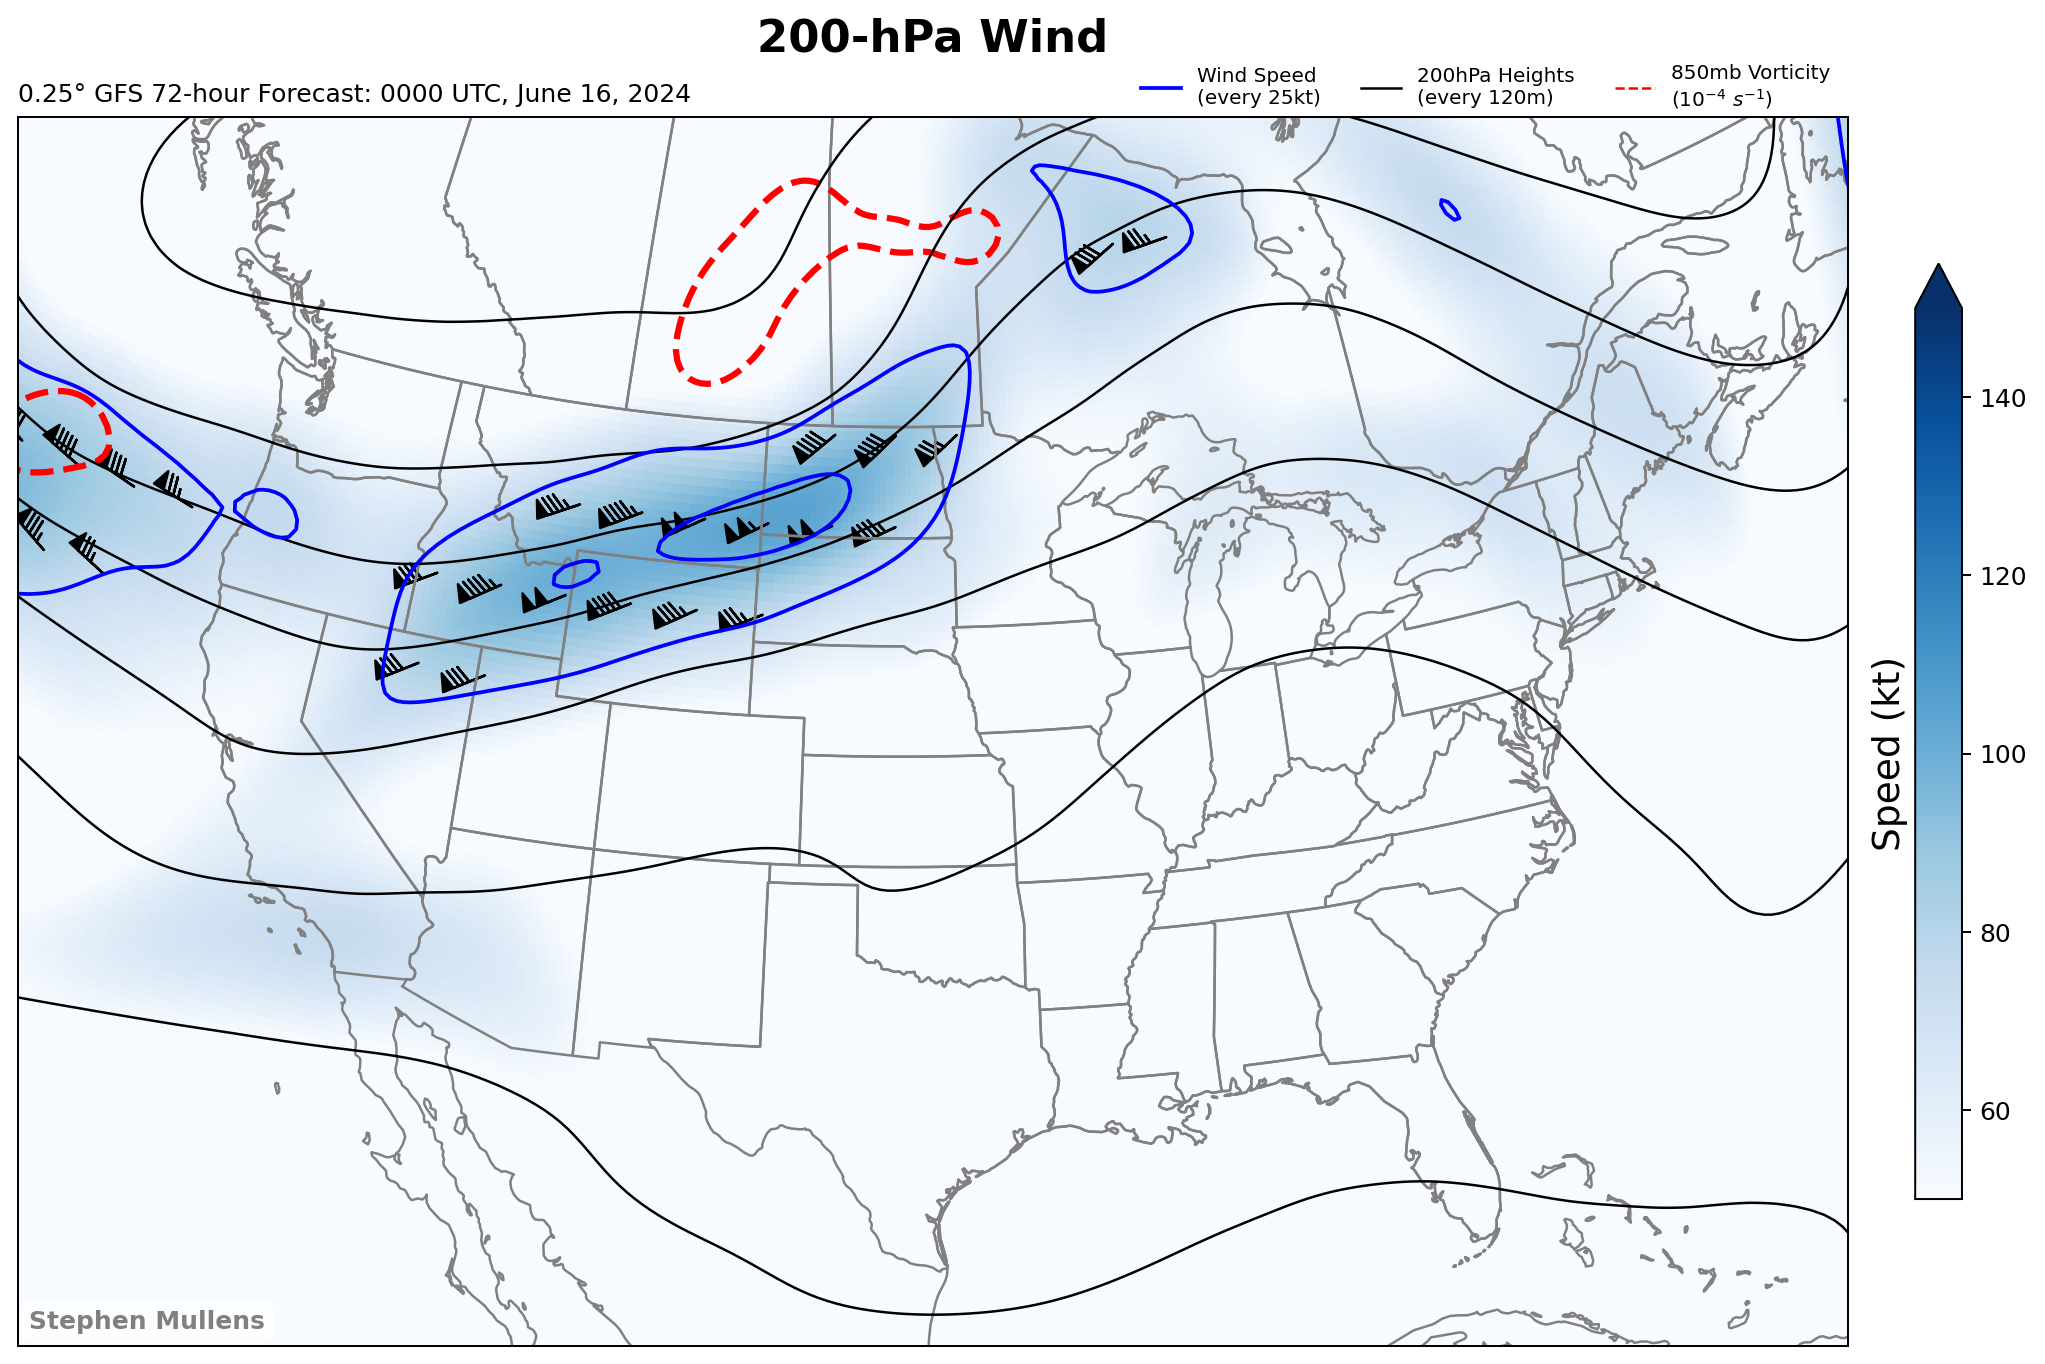 200-hPa Wind
0.25° GFS 72-hour Forecast: 0000 UTC, June 16, 2024
Wind Speed
(every 25kt)
200hPa Heights
(every 120m)
850mb Vorticity
(10⁻⁴ s⁻¹)
140
120
100
80
60
Speed (kt)
Stephen Mullens